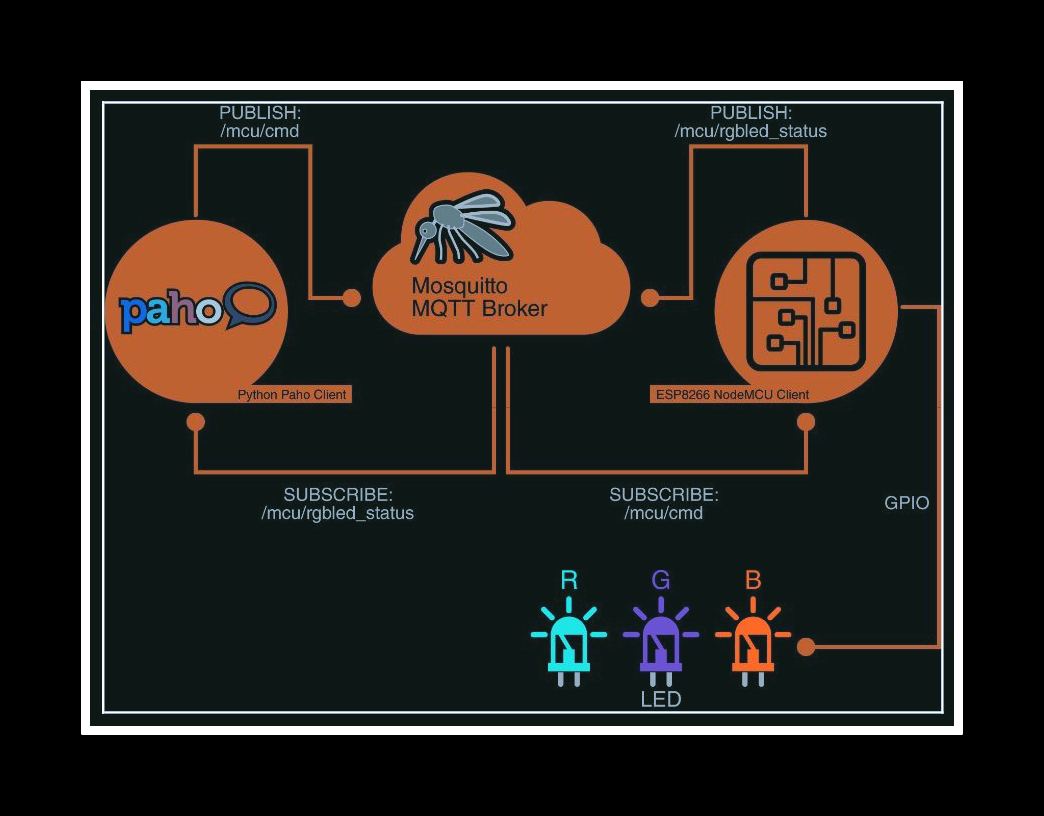 PUBLISH:
/mcu/cmd
PUBLISH:
/mcu/rgbled_status
paho
Mosquitto
MQTT Broker
Python Paho Client
ESP8266 NodeMCU Client
SUBSCRIBE:
/mcu/rgbled_status
SUBSCRIBE:
/mcu/cmd
GPIO
R G B
LED